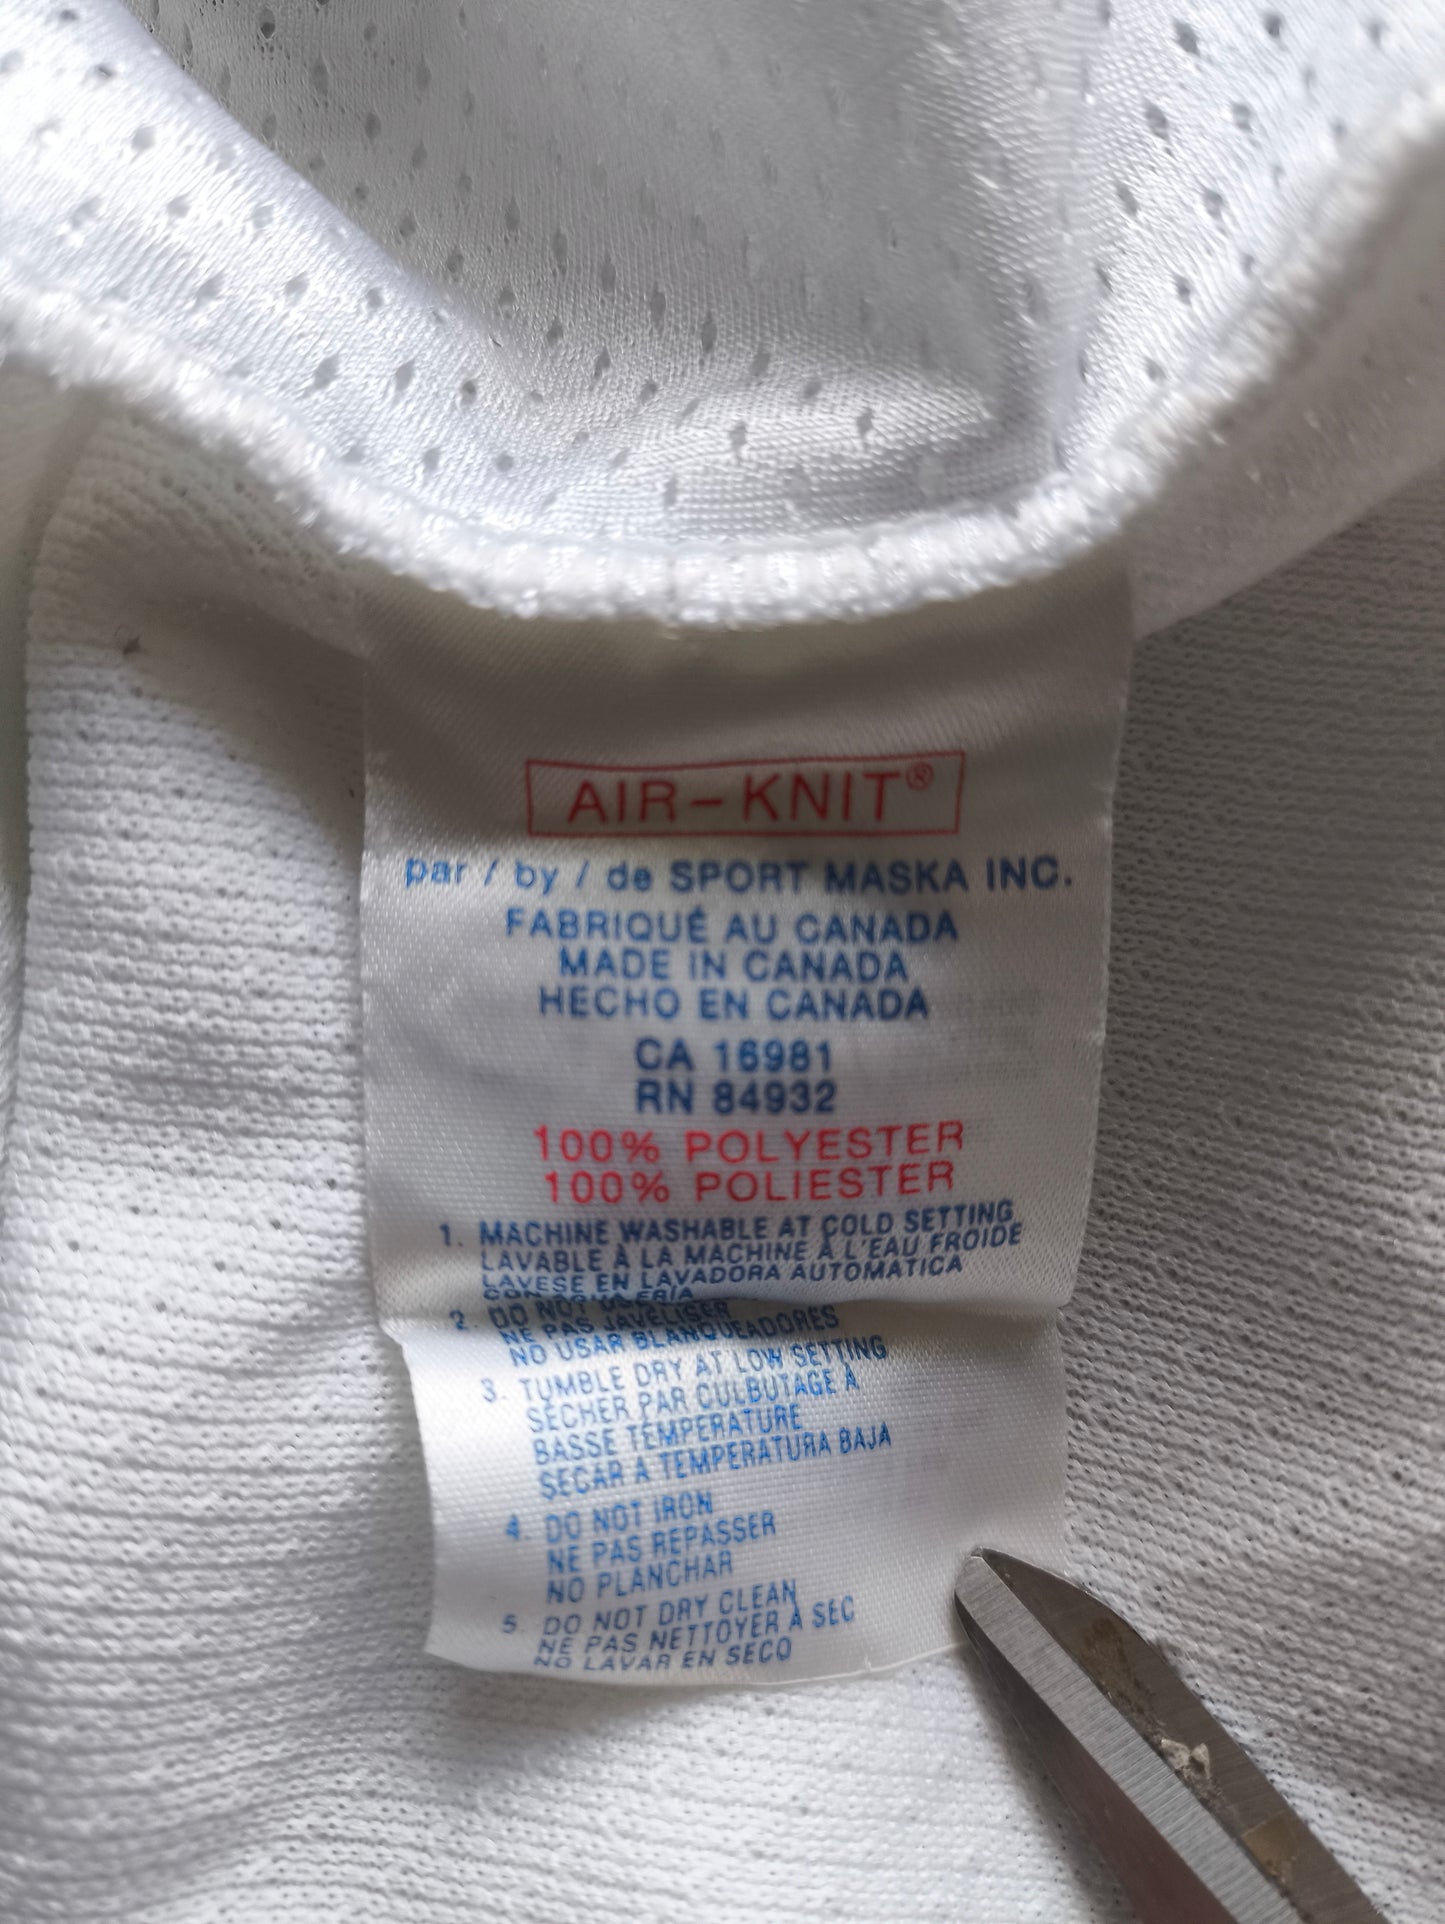 AIR-KNIT®
par / by / de SPORT MASKA INC.
FABRIQUÉ AU CANADA
MADE IN CANADA
HECHO EN CANADA
CA 16981
RN 84932
100% POLYESTER
100% POLIESTER
1. MACHINE WASHABLE AT COLD SETTING
LAVABLE À LA MACHINE À L'EAU FROIDE
LAVESE EN LAVADORA AUTOMATICA
CON
2. DO NOT
NE PAS JAVELISER
NO USAR BLANQUEADORES
3. TUMBLE DRY AT LOW SETTING
SÉCHER PAR CULBUTAGE À
BASSE TEMPÉRATURE
SECAR A TEMPERATURA BAJA
4. DO NOT IRON
NE PAS REPASSER
NO PLANCHAR
5. DO NOT DRY CLEAN
NE PAS NETTOYER À SEC
NO LAVAR EN SECO